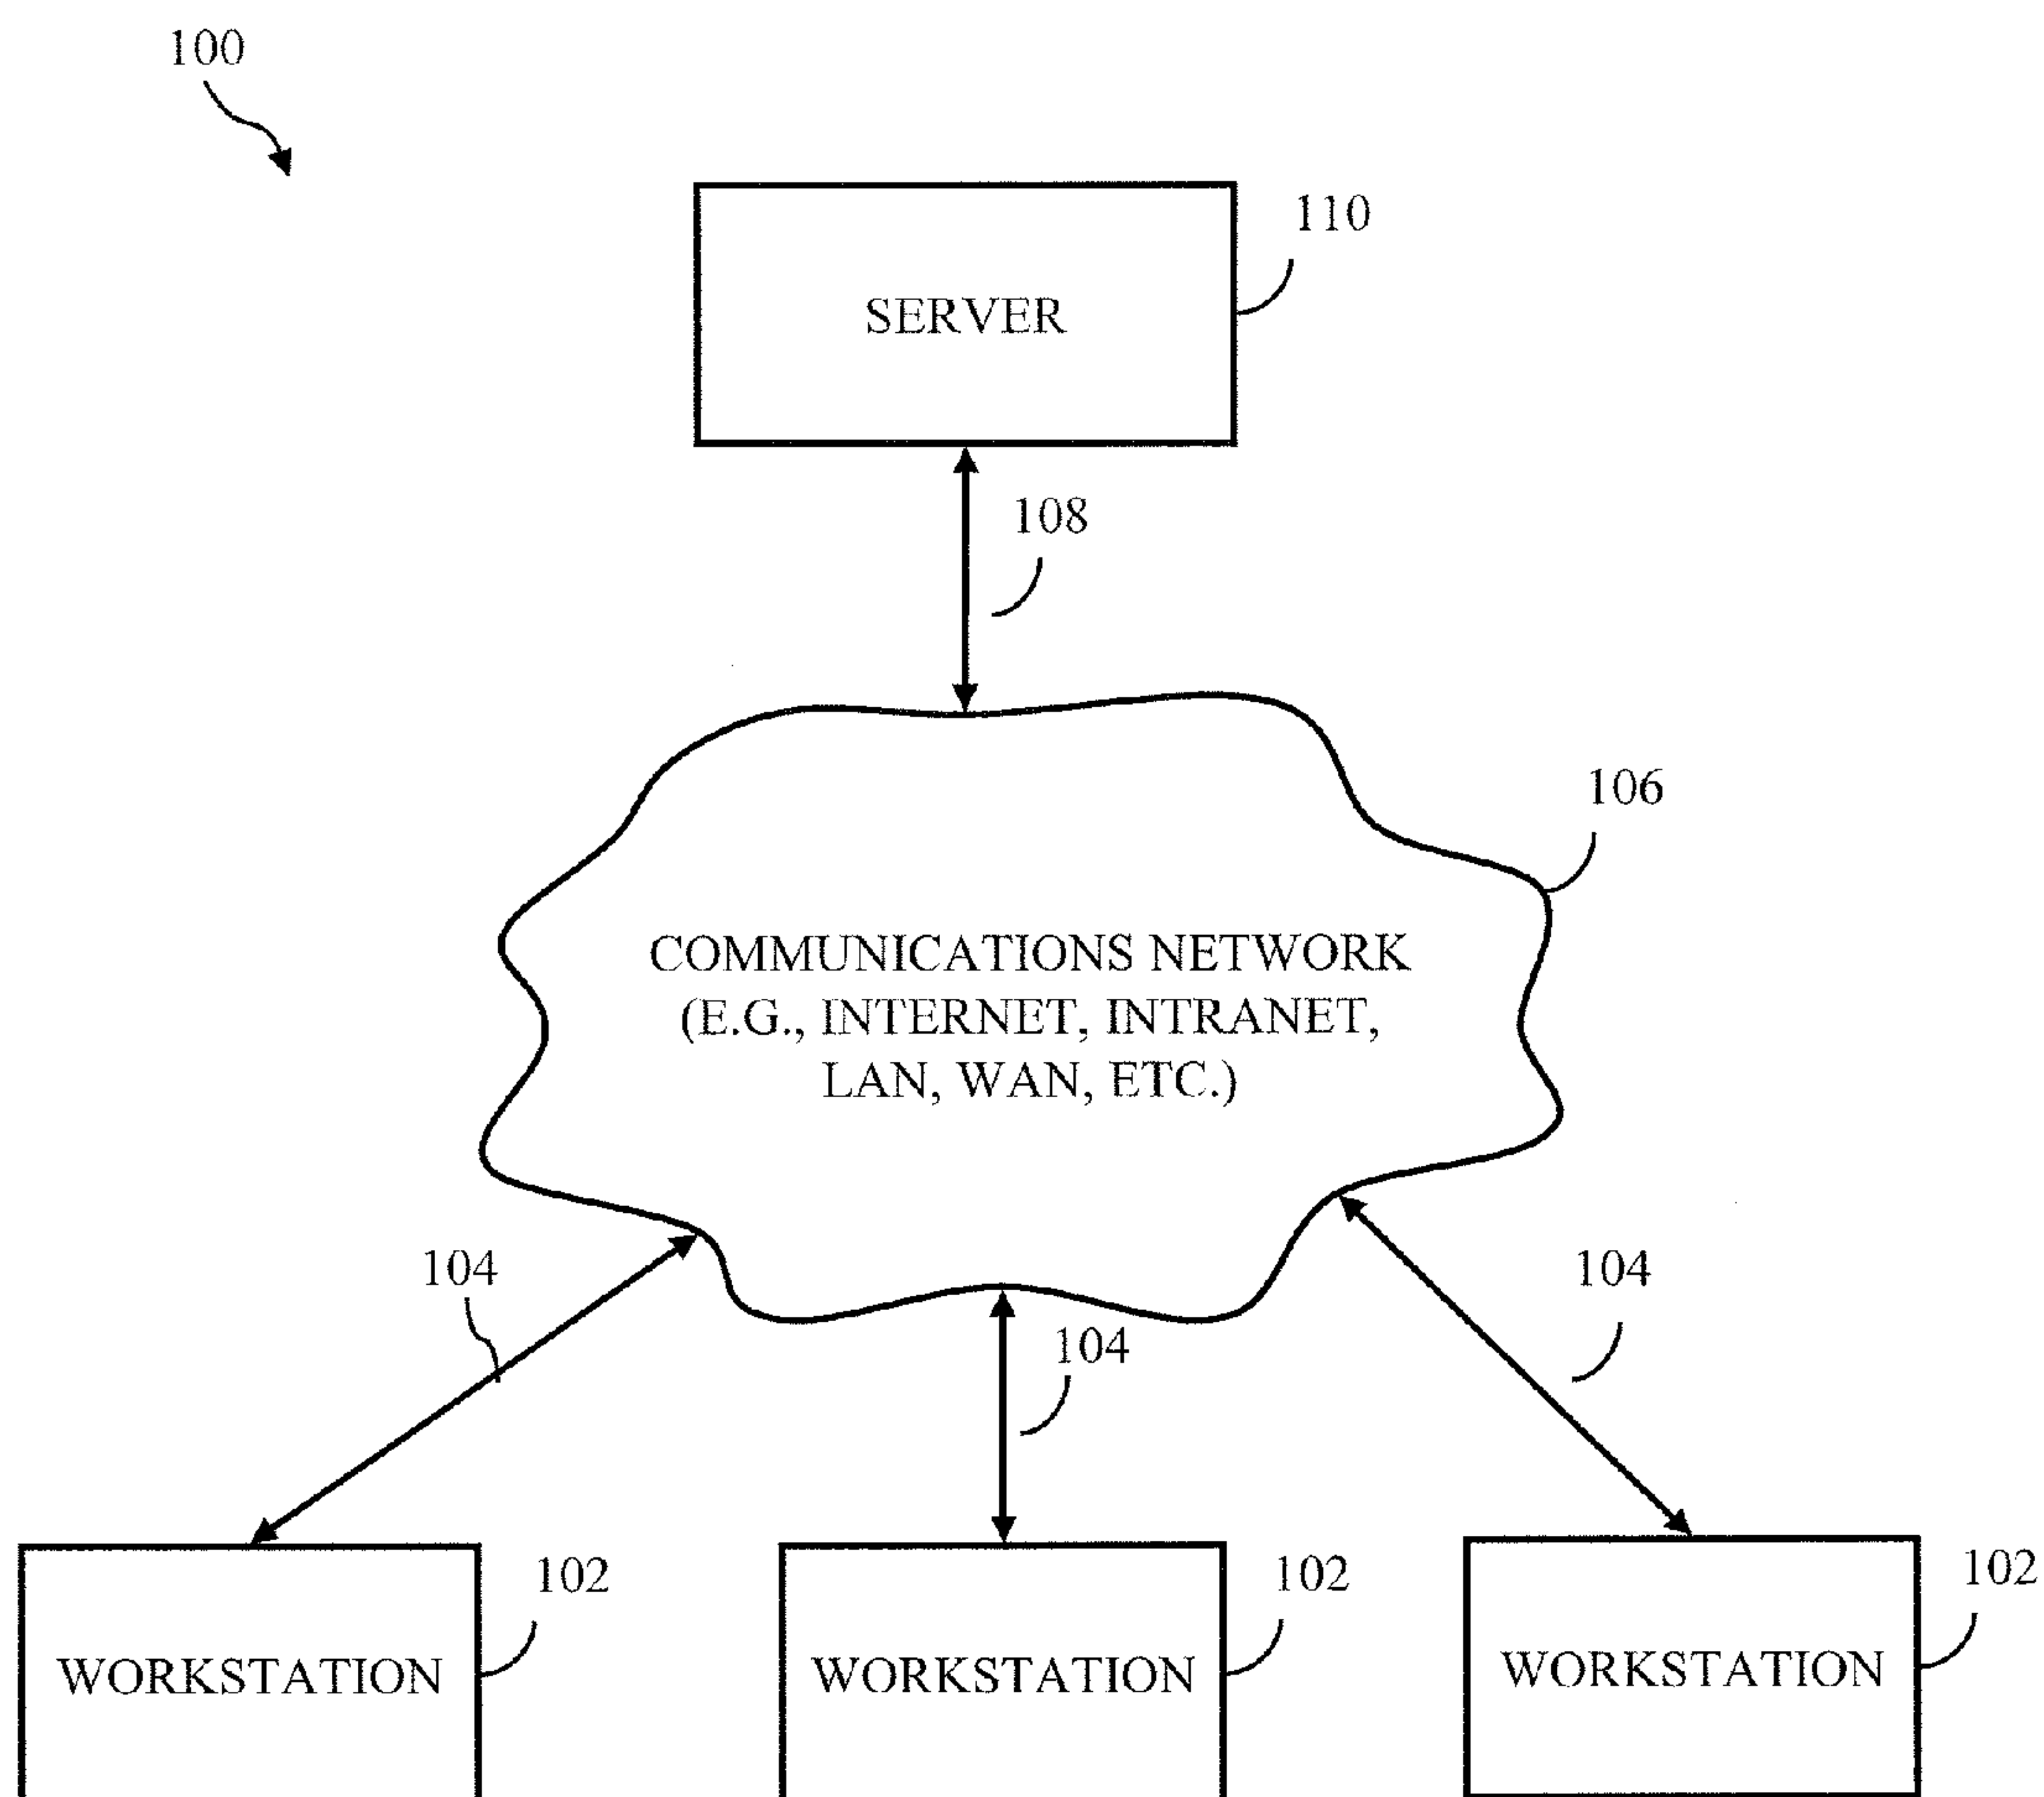 100
110
SERVER
108
106
COMMUNICATIONS NETWORK
(E.G., INTERNET, INTRANET,
LAN, WAN, ETC.)
104
104
104
102
102
102
WORKSTATION
WORKSTATION
WORKSTATION